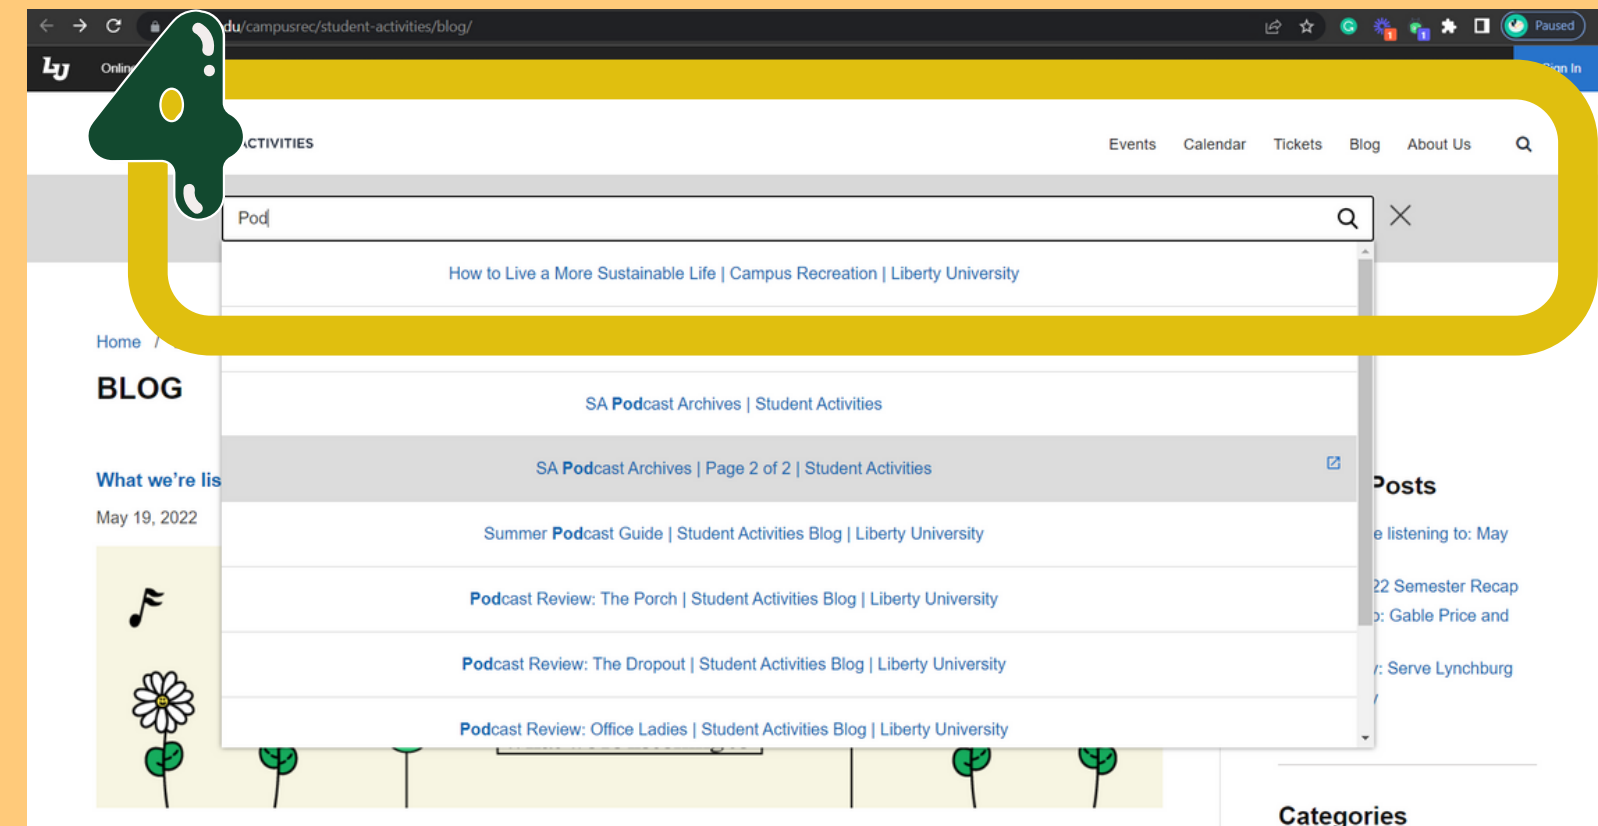 du/campusrec/student-activities/blog/
Paused
1
1
LU
Sign In
4
ACTIVITIES
Events Calendar Tickets Blog About Us
Pod
How to Live a More Sustainable Life | Campus Recreation | Liberty University
Home /
BLOG
SA Podcast Archives | Student Activities
SA Podcast Archives | Page 2 of 2 | Student Activities
What we're lis
May 19, 2022
Summer Podcast Guide | Student Activities Blog | Liberty University
Podcast Review: The Porch | Student Activities Blog | Liberty University
Podcast Review: The Dropout | Student Activities Blog | Liberty University
Podcast Review: Office Ladies | Student Activities Blog | Liberty University
Posts
e listening to: May
22 Semester Recap
o: Gable Price and
y: Serve Lynchburg
y
Categories